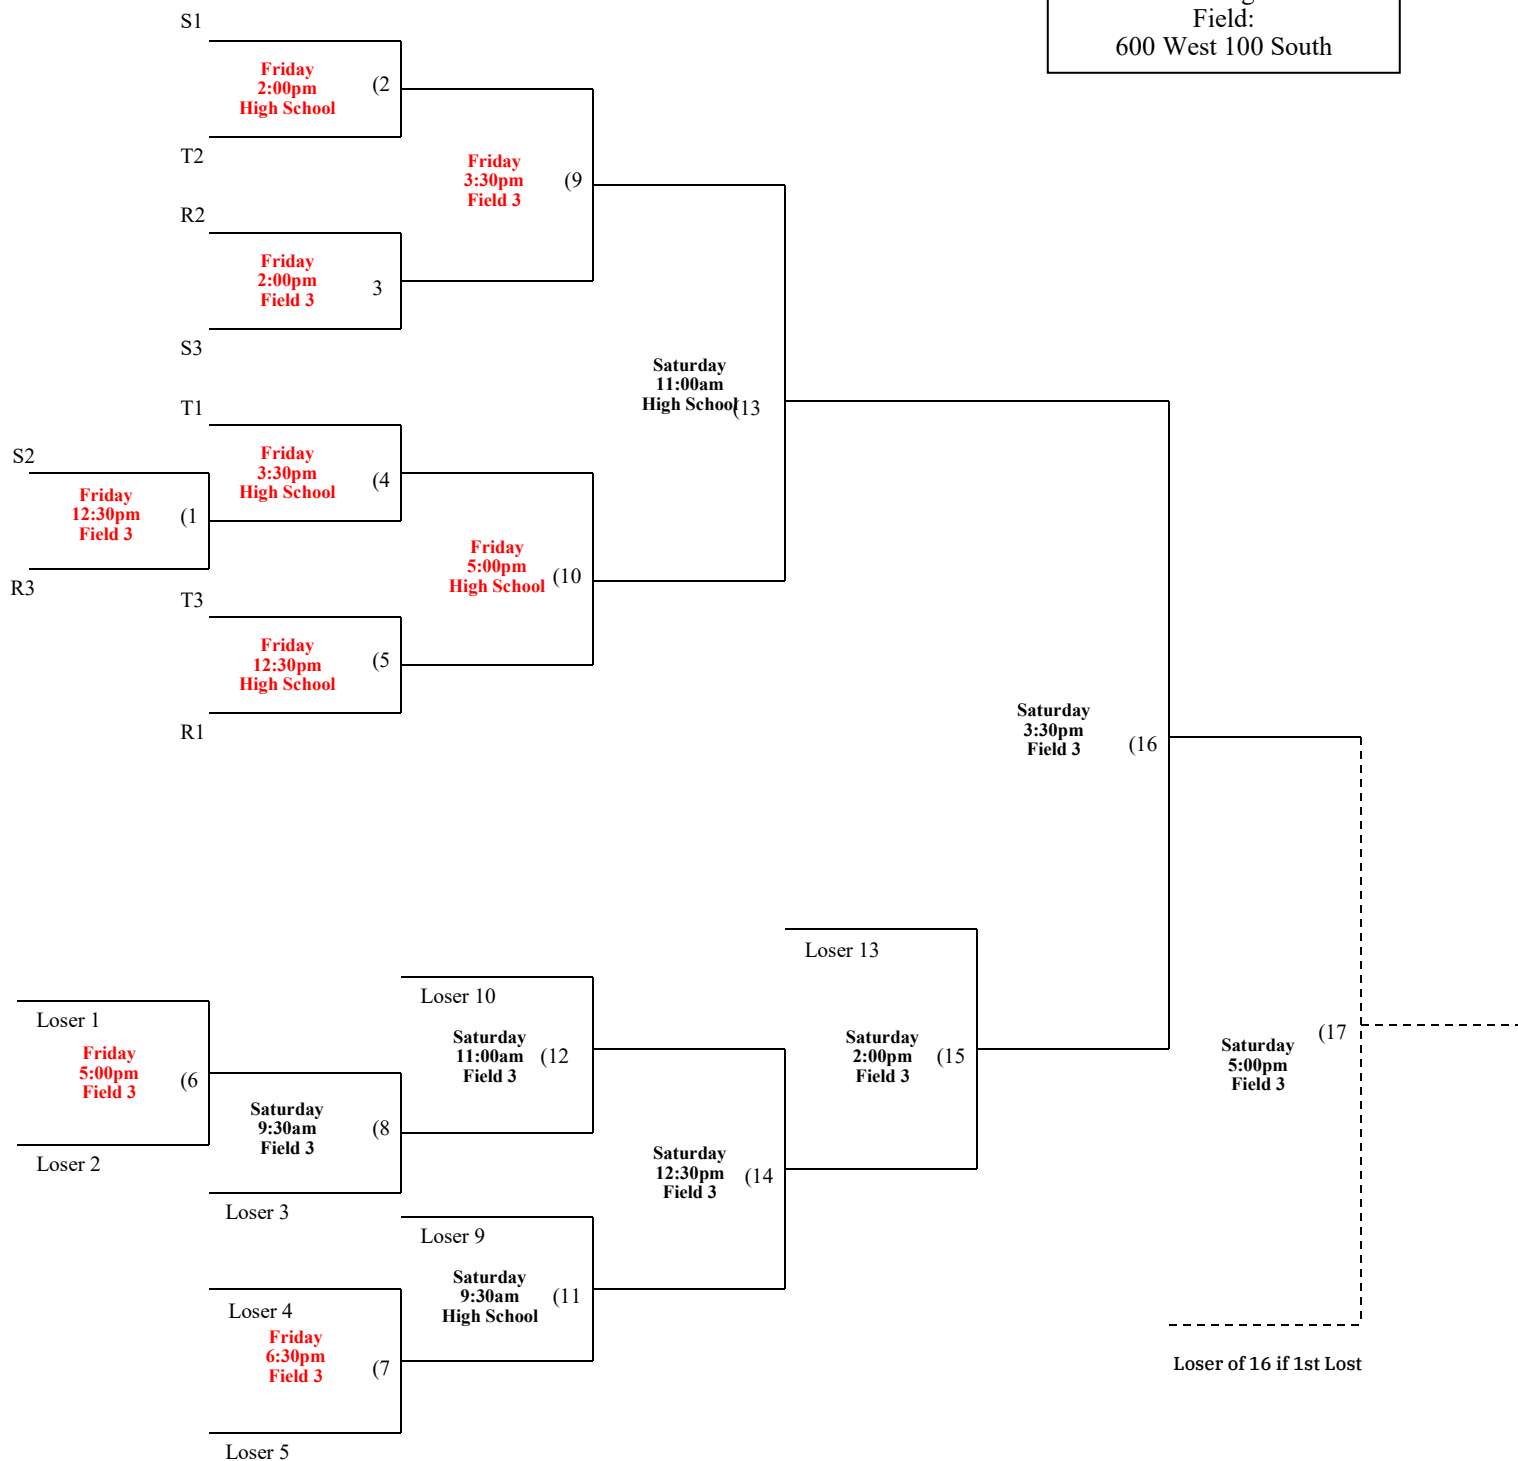 S1
Field:
600 West 100 South
Friday
2:00pm
High School
(2
T2
Friday
3:30pm
Field 3
(9
R2
Friday
2:00pm
Field 3
3
S3
Saturday
11:00am
High School
(13
T1
Friday
3:30pm
High School
(4
S2
Friday
12:30pm
Field 3
(1
R3
Friday
5:00pm
High School
(10
T3
Friday
12:30pm
High School
(5
R1
Saturday
3:30pm
Field 3
(16
Loser 13
Loser 10
Loser 1
Friday
5:00pm
Field 3
(6
Saturday
11:00am
Field 3
(12
Saturday
2:00pm
Field 3
(15
(17
Saturday
5:00pm
Field 3
Saturday
9:30am
Field 3
(8
Loser 2
Saturday
12:30pm
Field 3
(14
Loser 3
Loser 9
Saturday
9:30am
High School
(11
Loser 4
Friday
6:30pm
Field 3
(7
Loser of 16 if 1st Lost
Loser 5